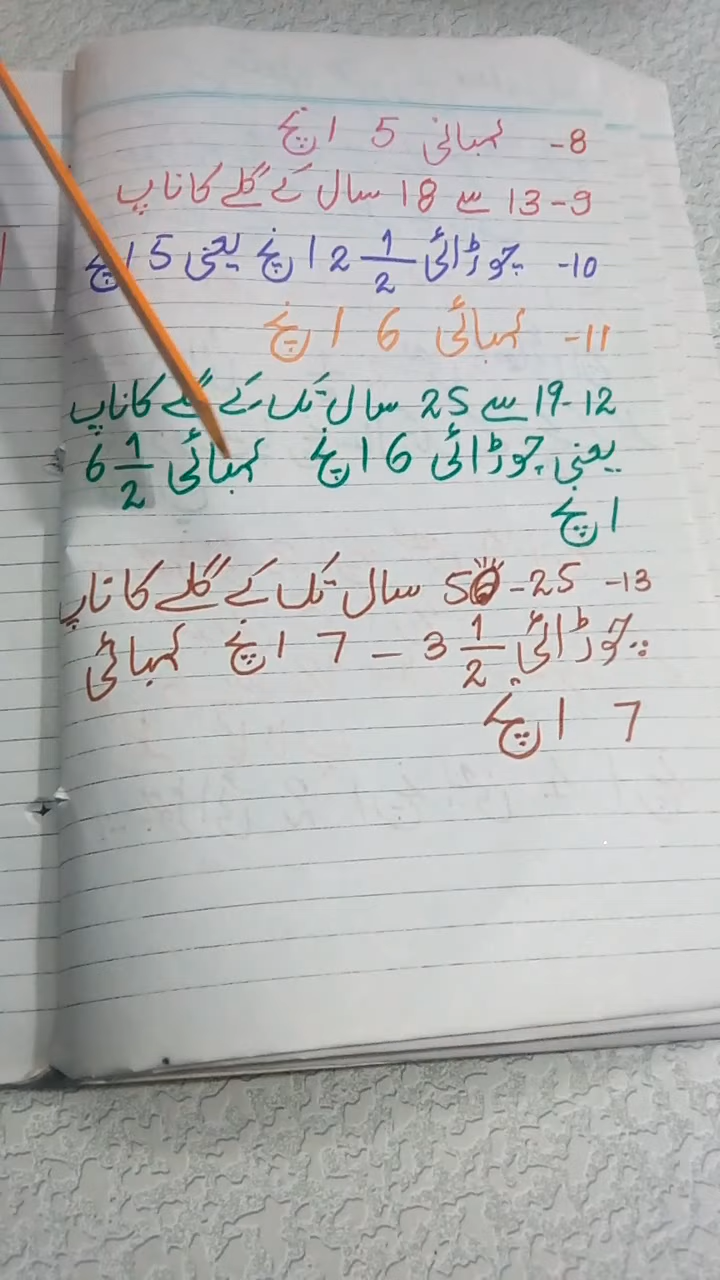 8- لمبائی 5 انچ
9- 13 سے 18 سال کے گلے کا ناپ
10- چوڑائی 2 1/2 انچ یعنی 5 انچ
11- لمبائی 6 انچ
12- 19 سے 25 سال تک کے گلے کا ناپ
یعنی چوڑائی 6 انچ لمبائی 6 1/2
انچ
13- 25-50 سال تک کے گلے کا ناپ
چوڑائی 3 1/2 – 7 انچ لمبائی
7 انچ